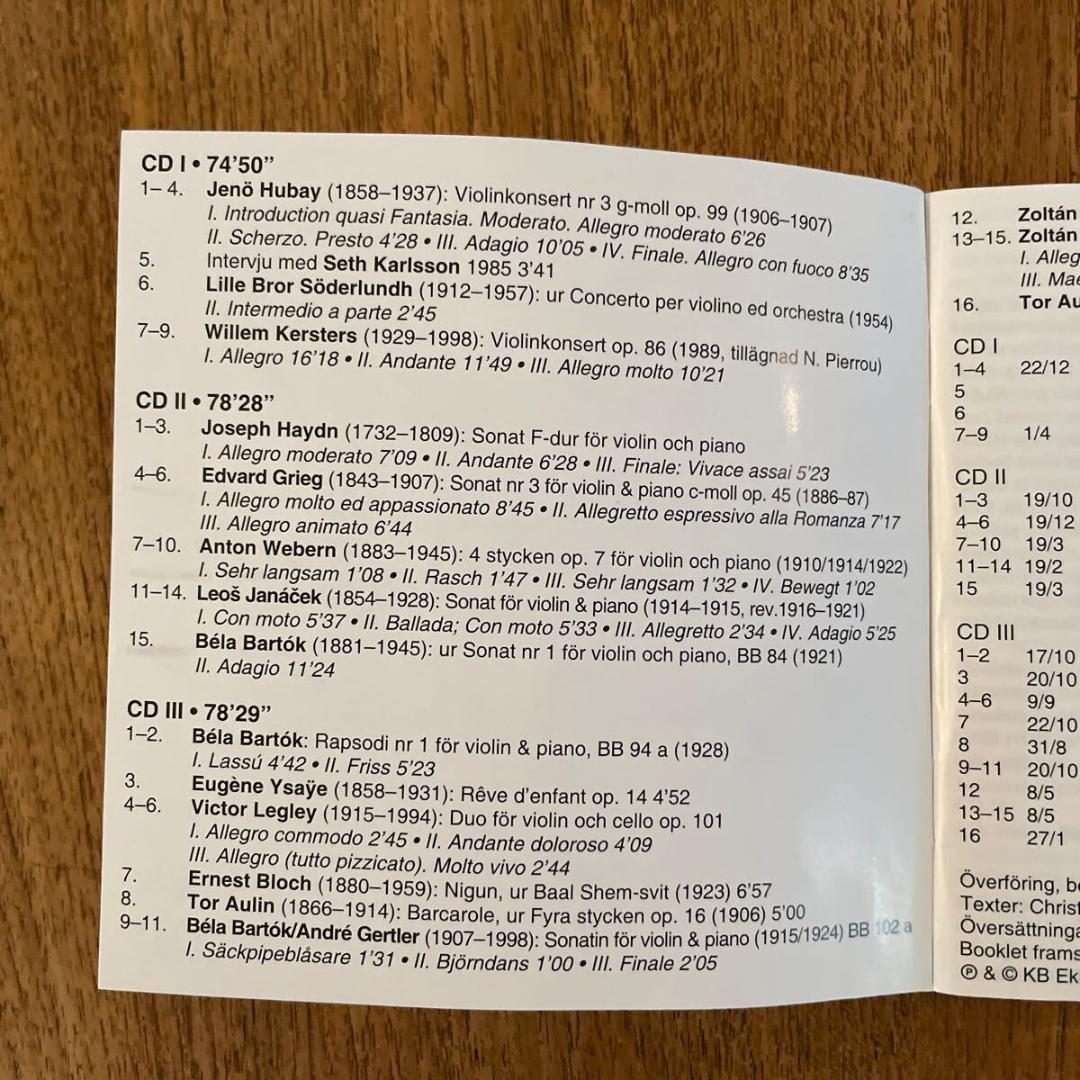 CD I • 74’50”
1– 4. Jenö Hubay (1858–1937): Violinkonsert nr 3 g-moll op. 99 (1906–1907)
I. Introduction quasi Fantasia. Moderato. Allegro moderato 6’26
II. Scherzo. Presto 4’28 • III. Adagio 10’05 • IV. Finale. Allegro con fuoco 8’35
5. Intervju med Seth Karlsson 1985 3’41
6. Lille Bror Söderlundh (1912–1957): ur Concerto per violino ed orchestra (1954)
II. Intermedio a parte 2’45
7–9. Willem Kersters (1929–1998): Violinkonsert op. 86 (1989, tillägnad N. Pierrou)
I. Allegro 16’18 • II. Andante 11’49 • III. Allegro molto 10’21
CD II • 78’28”
1–3. Joseph Haydn (1732–1809): Sonat F-dur för violin och piano
I. Allegro moderato 7’09 • II. Andante 6’28 • III. Finale: Vivace assai 5’23
4–6. Edvard Grieg (1843–1907): Sonat nr 3 för violin & piano c-moll op. 45 (1886–87)
I. Allegro molto ed appassionato 8’45 • II. Allegretto espressivo alla Romanza 7’17
III. Allegro animato 6’44
7–10. Anton Webern (1883–1945): 4 stycken op. 7 för violin och piano (1910/1914/1922)
I. Sehr langsam 1’08 • II. Rasch 1’47 • III. Sehr langsam 1’32 • IV. Bewegt 1’02
11–14. Leoš Janáček (1854–1928): Sonat för violin & piano (1914–1915, rev.1916–1921)
I. Con moto 5’37 • II. Ballada; Con moto 5’33 • III. Allegretto 2’34 • IV. Adagio 5’25
15. Béla Bartók (1881–1945): ur Sonat nr 1 för violin och piano, BB 84 (1921)
II. Adagio 11’24
CD III • 78’29”
1–2. Béla Bartók: Rapsodi nr 1 för violin & piano, BB 94 a (1928)
I. Lassú 4’42 • II. Friss 5’23
3. Eugène Ysaÿe (1858–1931): Rêve d’enfant op. 14 4’52
4–6. Victor Legley (1915–1994): Duo för violin och cello op. 101
I. Allegro commodo 2’45 • II. Andante doloroso 4’09
III. Allegro (tutto pizzicato). Molto vivo 2’44
7. Ernest Bloch (1880–1959): Nigun, ur Baal Shem-svit (1923) 6’57
8. Tor Aulin (1866–1914): Barcarole, ur Fyra stycken op. 16 (1906) 5’00
9–11. Béla Bartók/André Gertler (1907–1998): Sonatin för violin & piano (1915/1924) BB 102 a
I. Säckpipeblåsare 1’31 • II. Björndans 1’00 • III. Finale 2’05
12. Zoltán
13–15. Zoltán
I. Alleg
III. Mae
16. Tor Au
CD I
1–4 22/12
5
6
7–9 1/4
CD II
1–3 19/10
4–6 19/12
7–10 19/3
11–14 19/2
15 19/3
CD III
1–2 17/10
3 20/10
4–6 9/9
7 22/10
8 31/8
9–11 20/10
12 8/5
13–15 8/5
16 27/1
Överföring, be
Texter: Christ
Översättninga
Booklet frams
℗ & © KB Ek